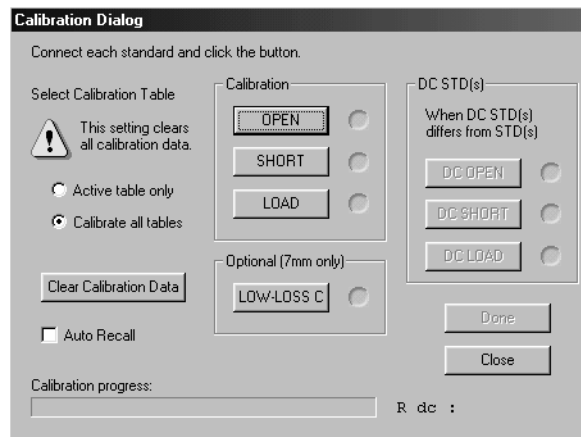 Calibration Dialog
Connect each standard and click the button.
Select Calibration Table
This setting clears
all calibration data.
Active table only
Calibrate all tables
Clear Calibration Data
Auto Recall
Calibration
OPEN
SHORT
LOAD
Optional (7mm only)
LOW-LOSS C
DC STD(s)
When DC STD(s)
differs from STD(s)
DC OPEN
DC SHORT
DC LOAD
Done
Close
Calibration progress:
R dc :